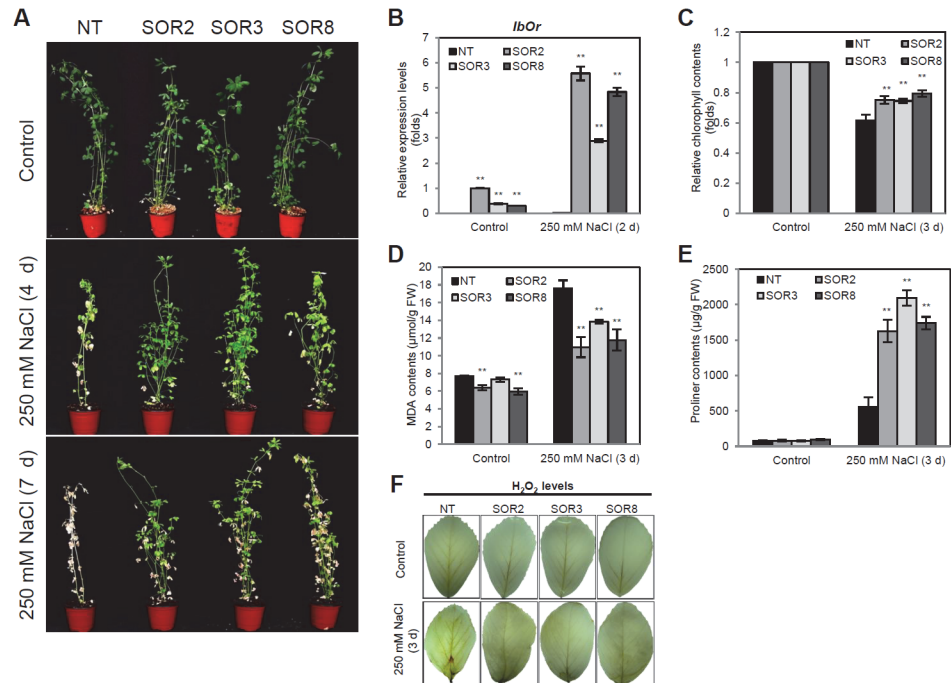 A
NT SOR2 SOR3 SOR8
Control
250 mM NaCl (4 d)
250 mM NaCl (7 d)
B
IbOr
Relative expression levels
(folds)
7
6
5
4
3
2
1
0
NT SOR2
SOR3 SOR8
** ** **
** ** **
Control 250 mM NaCl (2 d)
C
Relative chlorophyll contents
(folds)
1.2
1
0.8
0.6
0.4
0.2
0
NT SOR2
SOR3 SOR8
** ** **
Control 250 mM NaCl (3 d)
D
MDA contents (μmol/g FW)
20
18
16
14
12
10
8
6
4
2
0
NT SOR2
SOR3 SOR8
** **
** ** **
Control 250 mM NaCl (3 d)
E
Proliner contents (μg/g FW)
2500
2000
1500
1000
500
0
NT SOR2
SOR3 SOR8
** ** **
Control 250 mM NaCl (3 d)
F
H₂O₂ levels
NT SOR2 SOR3 SOR8
Control
250 mM NaCl
(3 d)